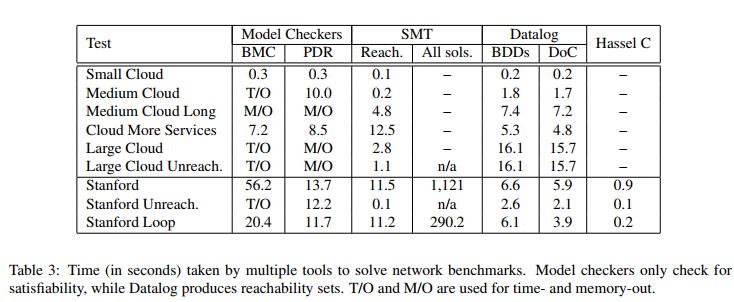 Test Model Checkers SMT Datalog Hassel C
BMC PDR Reach. All sols. BDDs DoC
Small Cloud 0.3 0.3 0.1 – 0.2 0.2 –
Medium Cloud T/O 10.0 0.2 – 1.8 1.7 –
Medium Cloud Long M/O M/O 4.8 – 7.4 7.2 –
Cloud More Services 7.2 8.5 12.5 – 5.3 4.8 –
Large Cloud T/O M/O 2.8 – 16.1 15.7 –
Large Cloud Unreach. T/O M/O 1.1 n/a 16.1 15.7 –
Stanford 56.2 13.7 11.5 1,121 6.6 5.9 0.9
Stanford Unreach. T/O 12.2 0.1 n/a 2.6 2.1 0.1
Stanford Loop 20.4 11.7 11.2 290.2 6.1 3.9 0.2
Table 3: Time (in seconds) taken by multiple tools to solve network benchmarks. Model checkers only check for
satisfiability, while Datalog produces reachability sets. T/O and M/O are used for time- and memory-out.